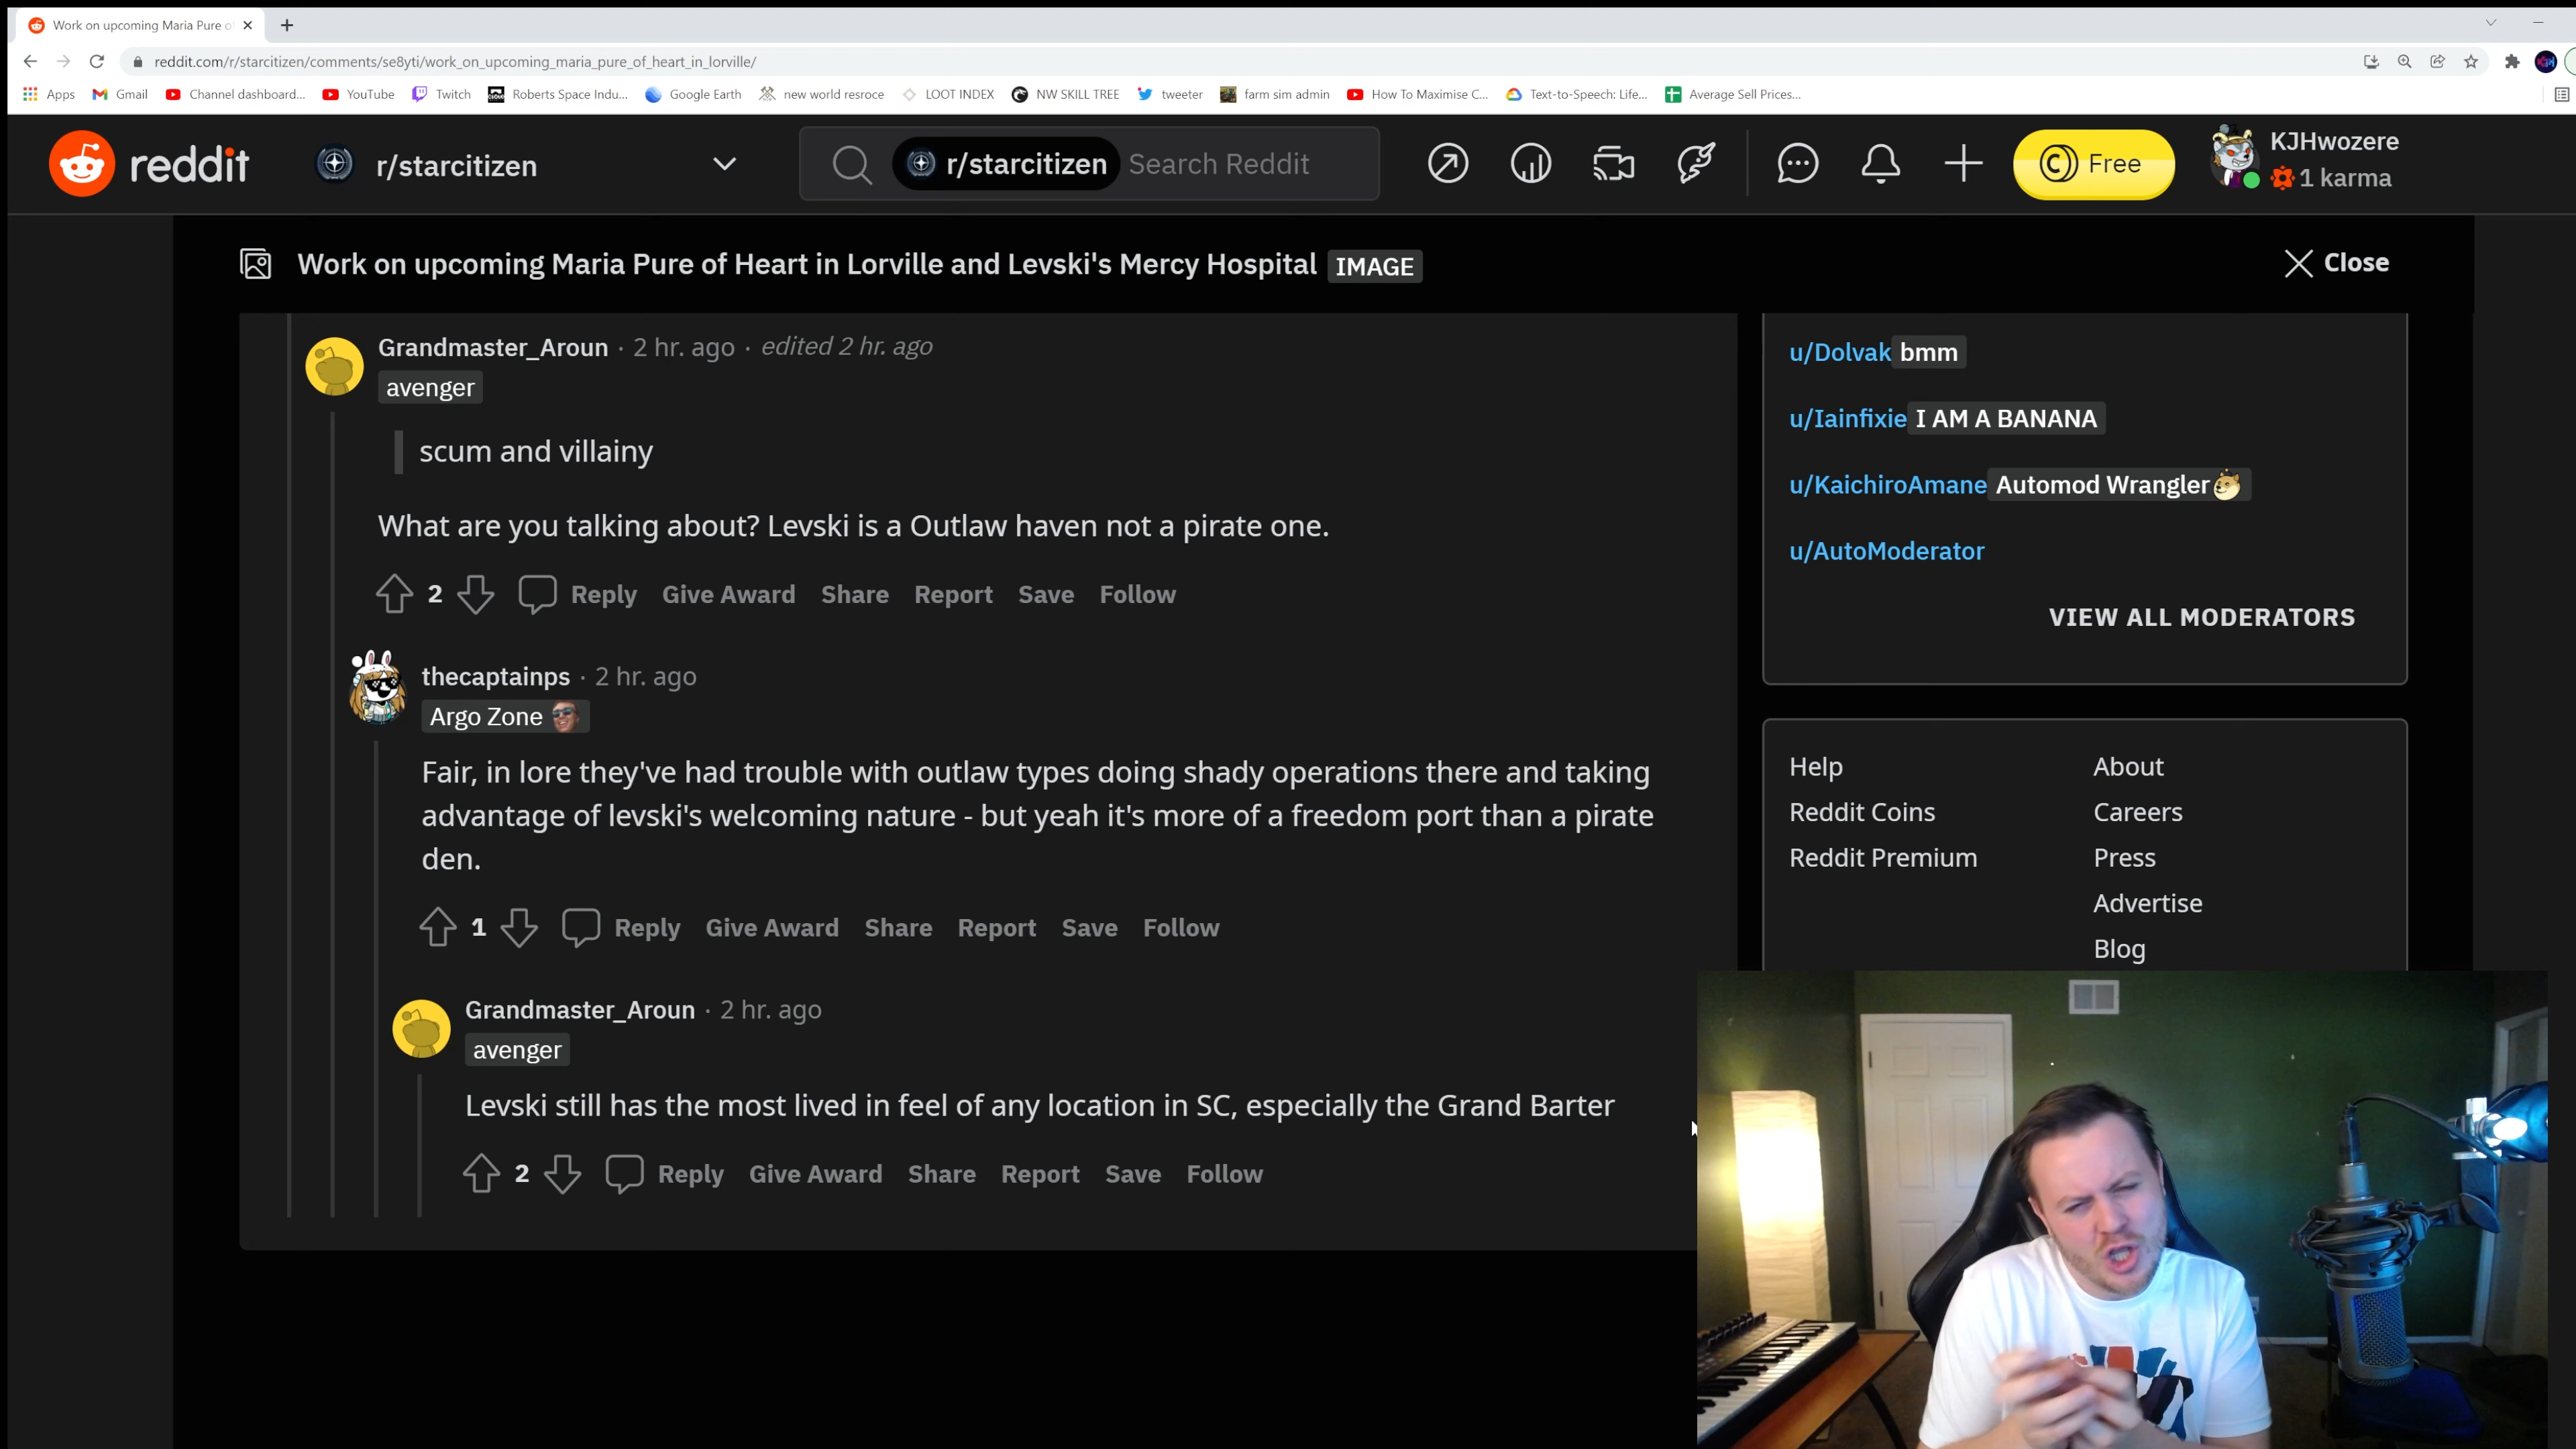 Work on upcoming Maria Pure o
reddit.com/r/starcitizen/comments/se8yti/work_on_upcoming_maria_pure_of_heart_in_lorville/
Apps Gmail Channel dashboard... YouTube Twitch Roberts Space Indu... Google Earth new world resroce LOOT INDEX NW SKILL TREE tweeter farm sim admin How To Maximise C... Text-to-Speech: Life... Average Sell Prices...
reddit r/starcitizen r/starcitizen Search Reddit Free KJHwozere
1 karma
Work on upcoming Maria Pure of Heart in Lorville and Levski's Mercy Hospital IMAGE Close
Grandmaster_Aroun · 2 hr. ago · edited 2 hr. ago
avenger
scum and villainy
What are you talking about? Levski is a Outlaw haven not a pirate one.
2 Reply Give Award Share Report Save Follow
thecaptainps · 2 hr. ago
Argo Zone
Fair, in lore they've had trouble with outlaw types doing shady operations there and taking
advantage of levski's welcoming nature - but yeah it's more of a freedom port than a pirate
den.
1 Reply Give Award Share Report Save Follow
Grandmaster_Aroun · 2 hr. ago
avenger
Levski still has the most lived in feel of any location in SC, especially the Grand Barter
2 Reply Give Award Share Report Save Follow
u/Dolvak bmm
u/Iainfixie I AM A BANANA
u/KaichiroAmane Automod Wrangler
u/AutoModerator
VIEW ALL MODERATORS
Help About
Reddit Coins Careers
Reddit Premium Press
Advertise
Blog